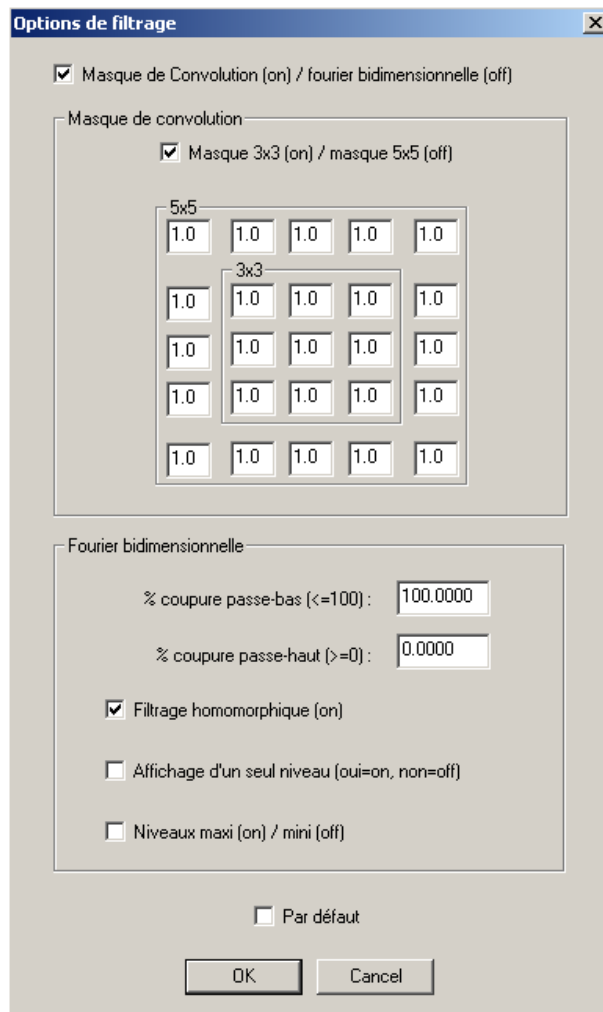 Options de filtrage
Masque de Convolution (on) / fourier bidimensionnelle (off)
Masque de convolution
Masque 3x3 (on) / masque 5x5 (off)
5x5
1.0 1.0 1.0 1.0 1.0
3x3
1.0 1.0 1.0 1.0 1.0
1.0 1.0 1.0 1.0 1.0
1.0 1.0 1.0 1.0 1.0
1.0 1.0 1.0 1.0 1.0
Fourier bidimensionnelle
% coupure passe-bas (<=100) : 100.0000
% coupure passe-haut (>=0) : 0.0000
Filtrage homomorphique (on)
Affichage d'un seul niveau (oui=on, non=off)
Niveaux maxi (on) / mini (off)
Par défaut
OK Cancel